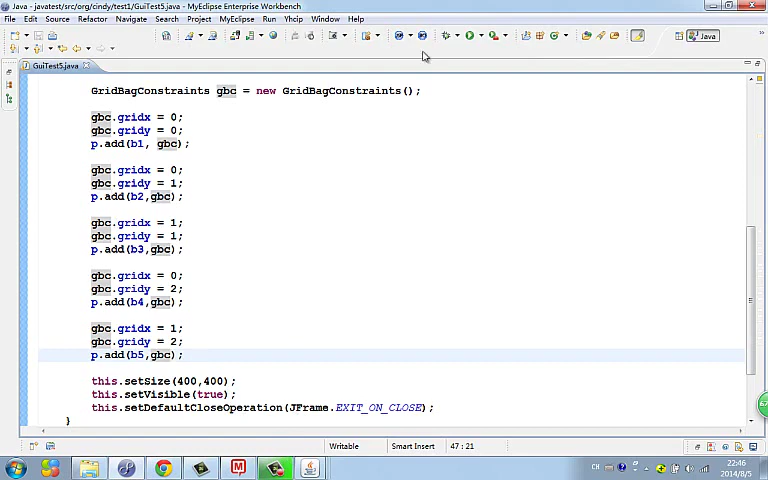 Java - javatest/src/org/cindy/test1/GuiTest5.java - MyEclipse Enterprise Workbench
File Edit Source Refactor Navigate Search Project MyEclipse Run Yhcip Window Help
Java
GuiTest5.java
GridBagConstraints gbc = new GridBagConstraints();
gbc.gridx = 0;
gbc.gridy = 0;
p.add(b1, gbc);
gbc.gridx = 0;
gbc.gridy = 1;
p.add(b2,gbc);
gbc.gridx = 1;
gbc.gridy = 1;
p.add(b3,gbc);
gbc.gridx = 0;
gbc.gridy = 2;
p.add(b4,gbc);
gbc.gridx = 1;
gbc.gridy = 2;
p.add(b5,gbc);
this.setSize(400,400);
this.setVisible(true);
this.setDefaultCloseOperation(JFrame.EXIT_ON_CLOSE);
}
Writable Smart Insert 47 : 21
CH 22:46
2014/8/5